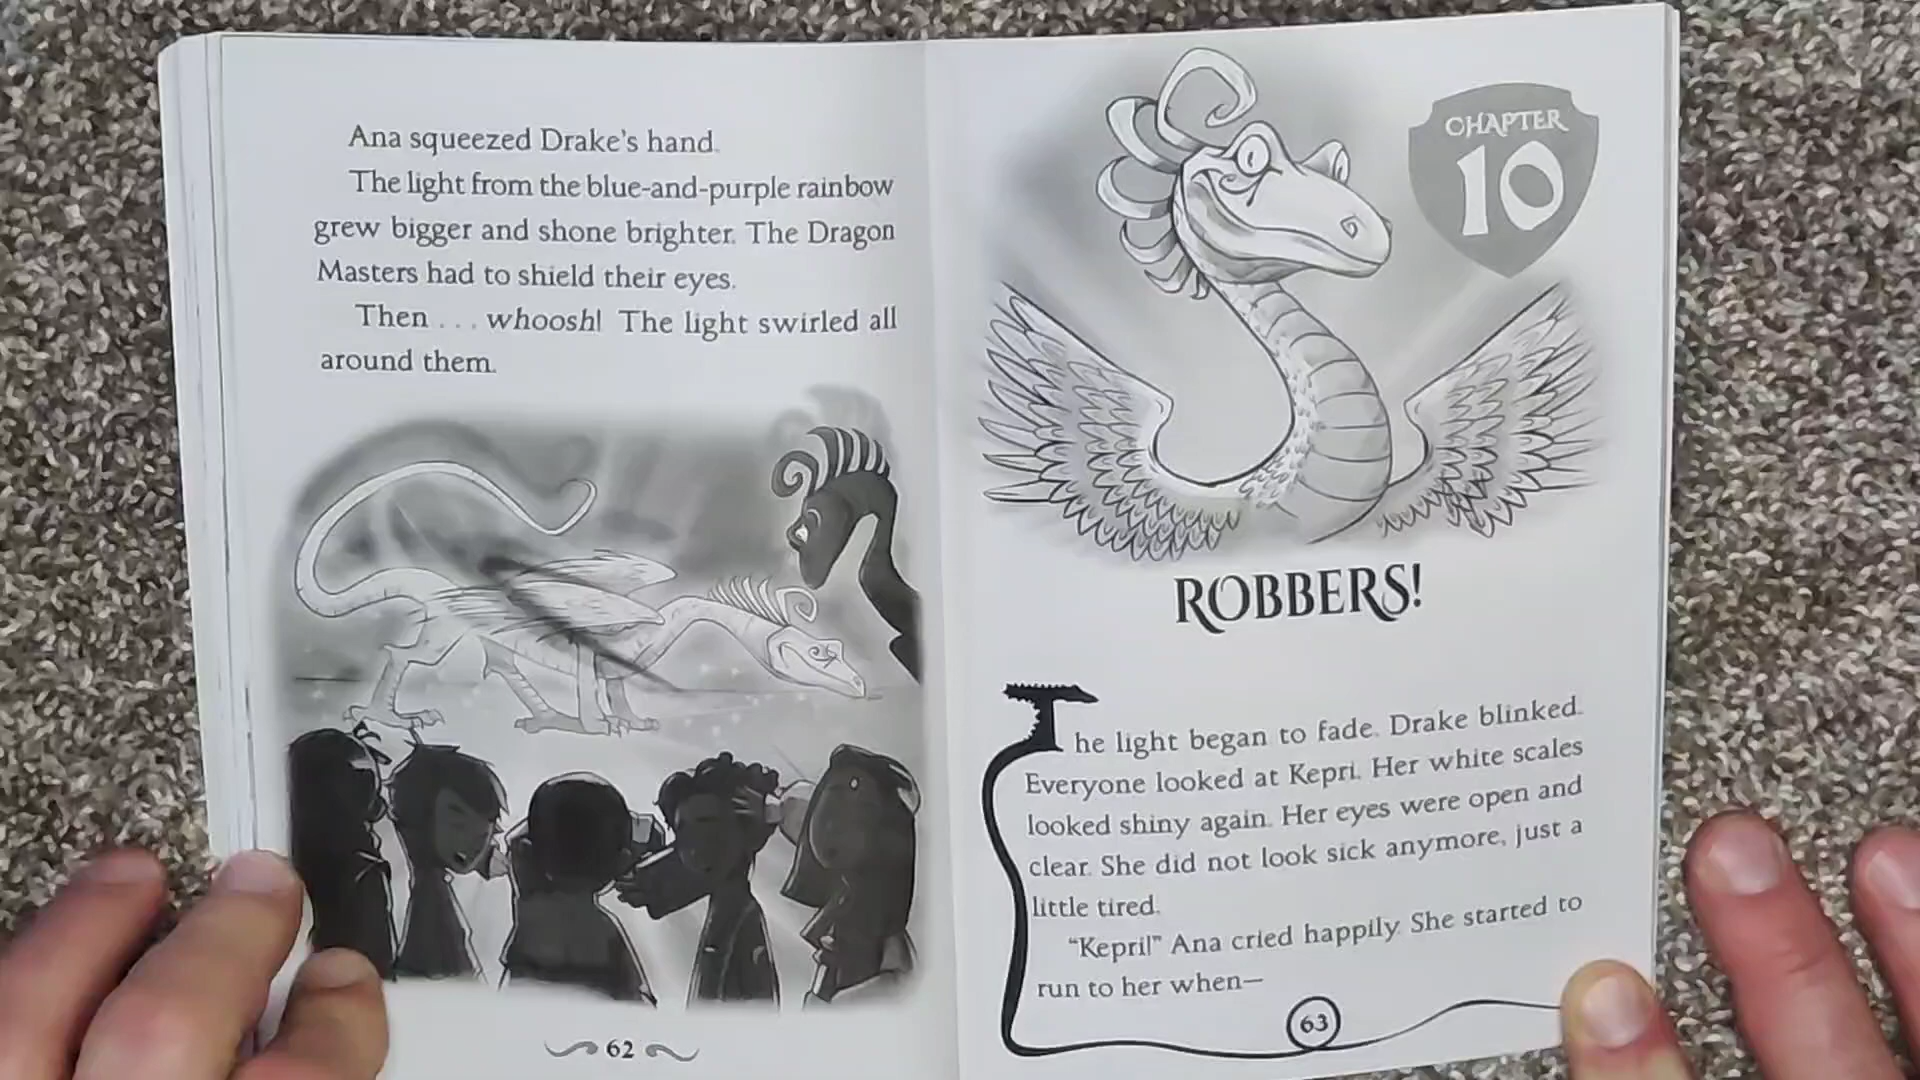 Ana squeezed Drake's hand.
The light from the blue-and-purple rainbow
grew bigger and shone brighter. The Dragon
Masters had to shield their eyes.
Then . . . whoosh! The light swirled all
around them.
62
CHAPTER
10
ROBBERS!
The light began to fade. Drake blinked.
Everyone looked at Kepri. Her white scales
looked shiny again. Her eyes were open and
clear. She did not look sick anymore, just a
little tired.
“Kepri!” Ana cried happily. She started to
run to her when—
63